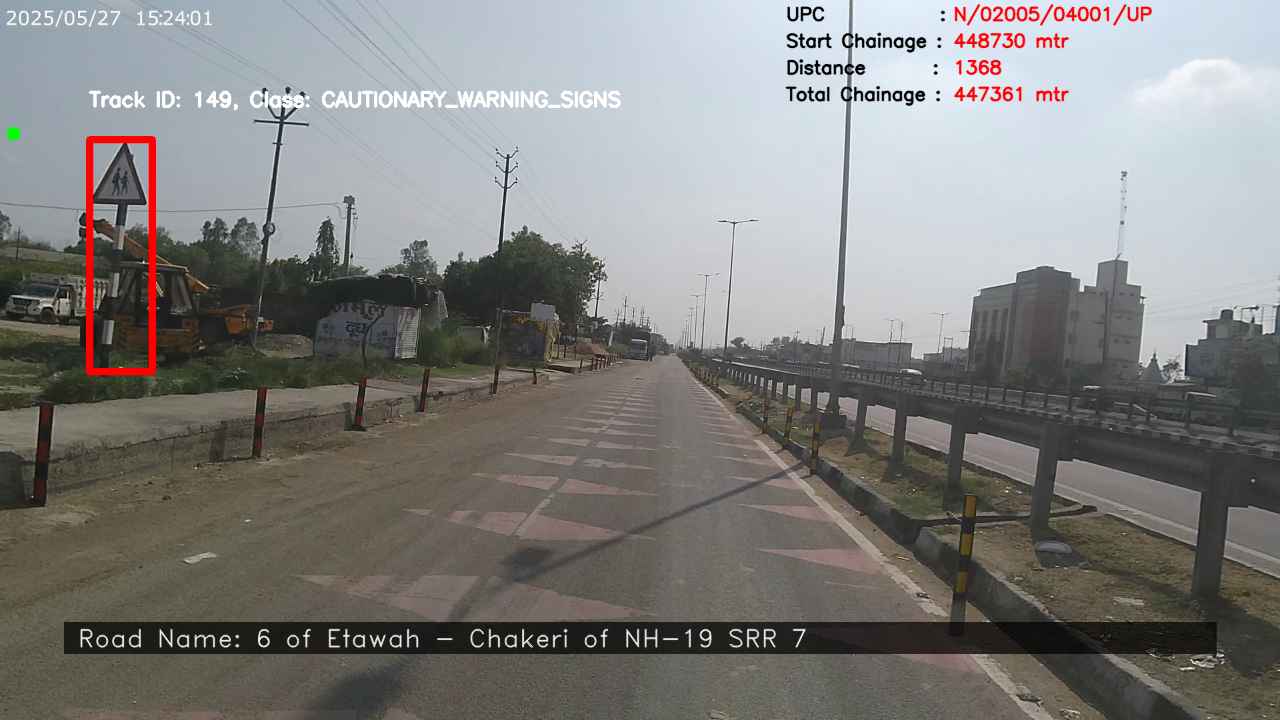 2025/05/27 15:24:01
UPC : N/02005/04001/UP
Start Chainage : 448730 mtr
Distance : 1368
Total Chainage : 447361 mtr
Track ID: 149, Class: CAUTIONARY_WARNING_SIGNS
दूध
Road Name: 6 of Etawah - Chakeri of NH-19 SRR 7